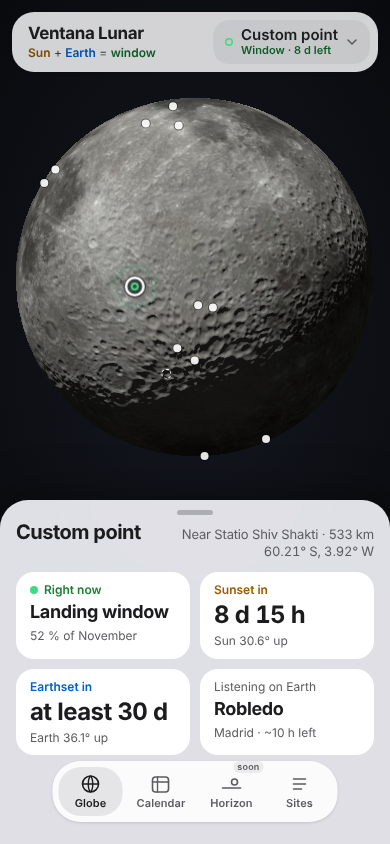 Ventana Lunar
Sun + Earth = window
Custom point
Window · 8 d left
Custom point
Near Statio Shiv Shakti · 533 km
60.21° S, 3.92° W
Right now
Landing window
52 % of November
Sunset in
8 d 15 h
Sun 30.6° up
Earthset in
at least 30 d
Earth 36.1° up
Listening on Earth
Robledo
Madrid · ~10 h left
Globe
Calendar
soon
Horizon
Sites